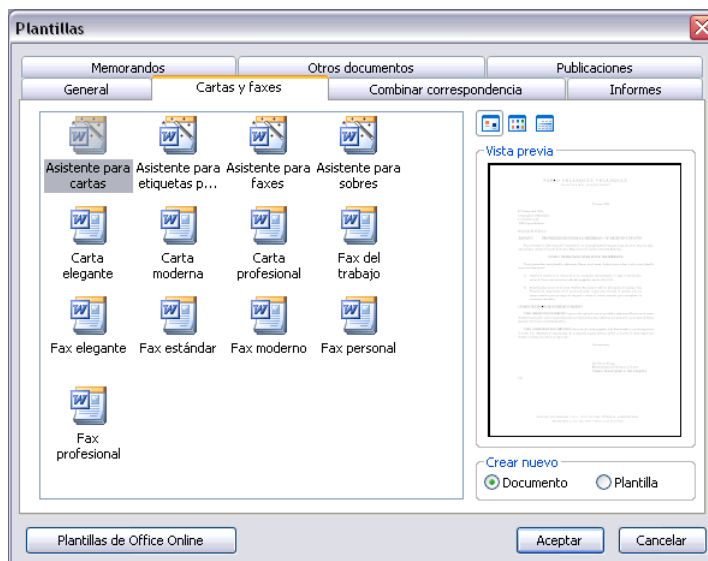 Plantillas
Memorandos
Otros documentos
Publicaciones
General
Cartas y faxes
Combinar correspondencia
Informes
Asistente para cartas
Asistente para etiquetas p...
Asistente para faxes
Asistente para sobres
Carta elegante
Carta moderna
Carta profesional
Fax del trabajo
Fax elegante
Fax estándar
Fax moderno
Fax personal
Fax profesional
Vista previa
Crear nuevo
Documento
Plantilla
Plantillas de Office Online
Aceptar
Cancelar